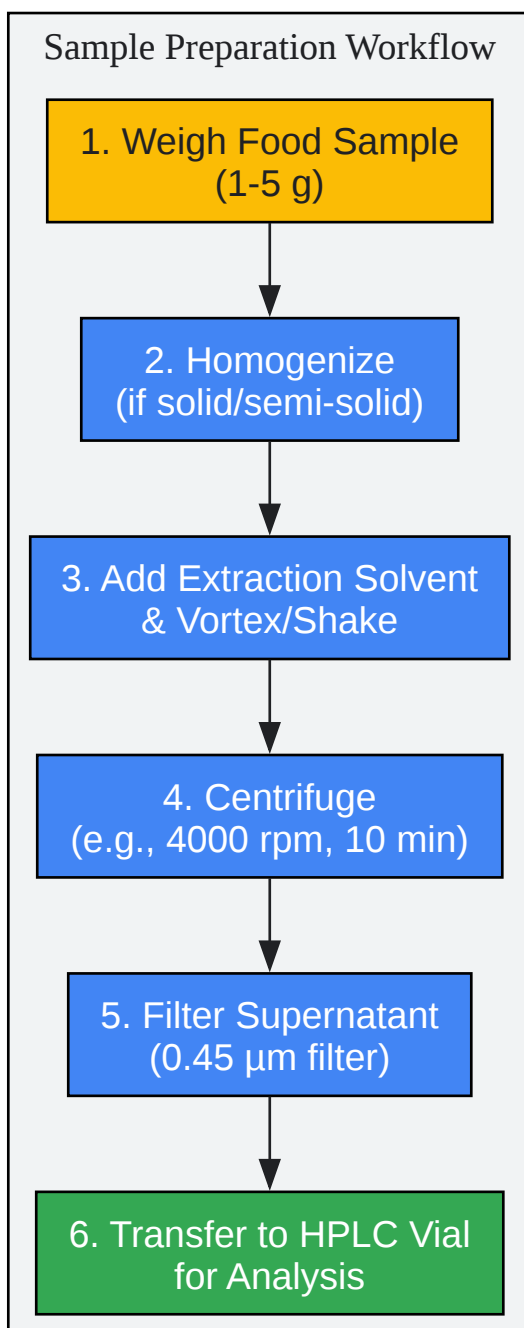 Sample Preparation Workflow
1. Weigh Food Sample
(1-5 g)
2. Homogenize
(if solid/semi-solid)
3. Add Extraction Solvent
& Vortex/Shake
4. Centrifuge
(e.g., 4000 rpm, 10 min)
5. Filter Supernatant
(0.45 µm filter)
6. Transfer to HPLC Vial
for Analysis